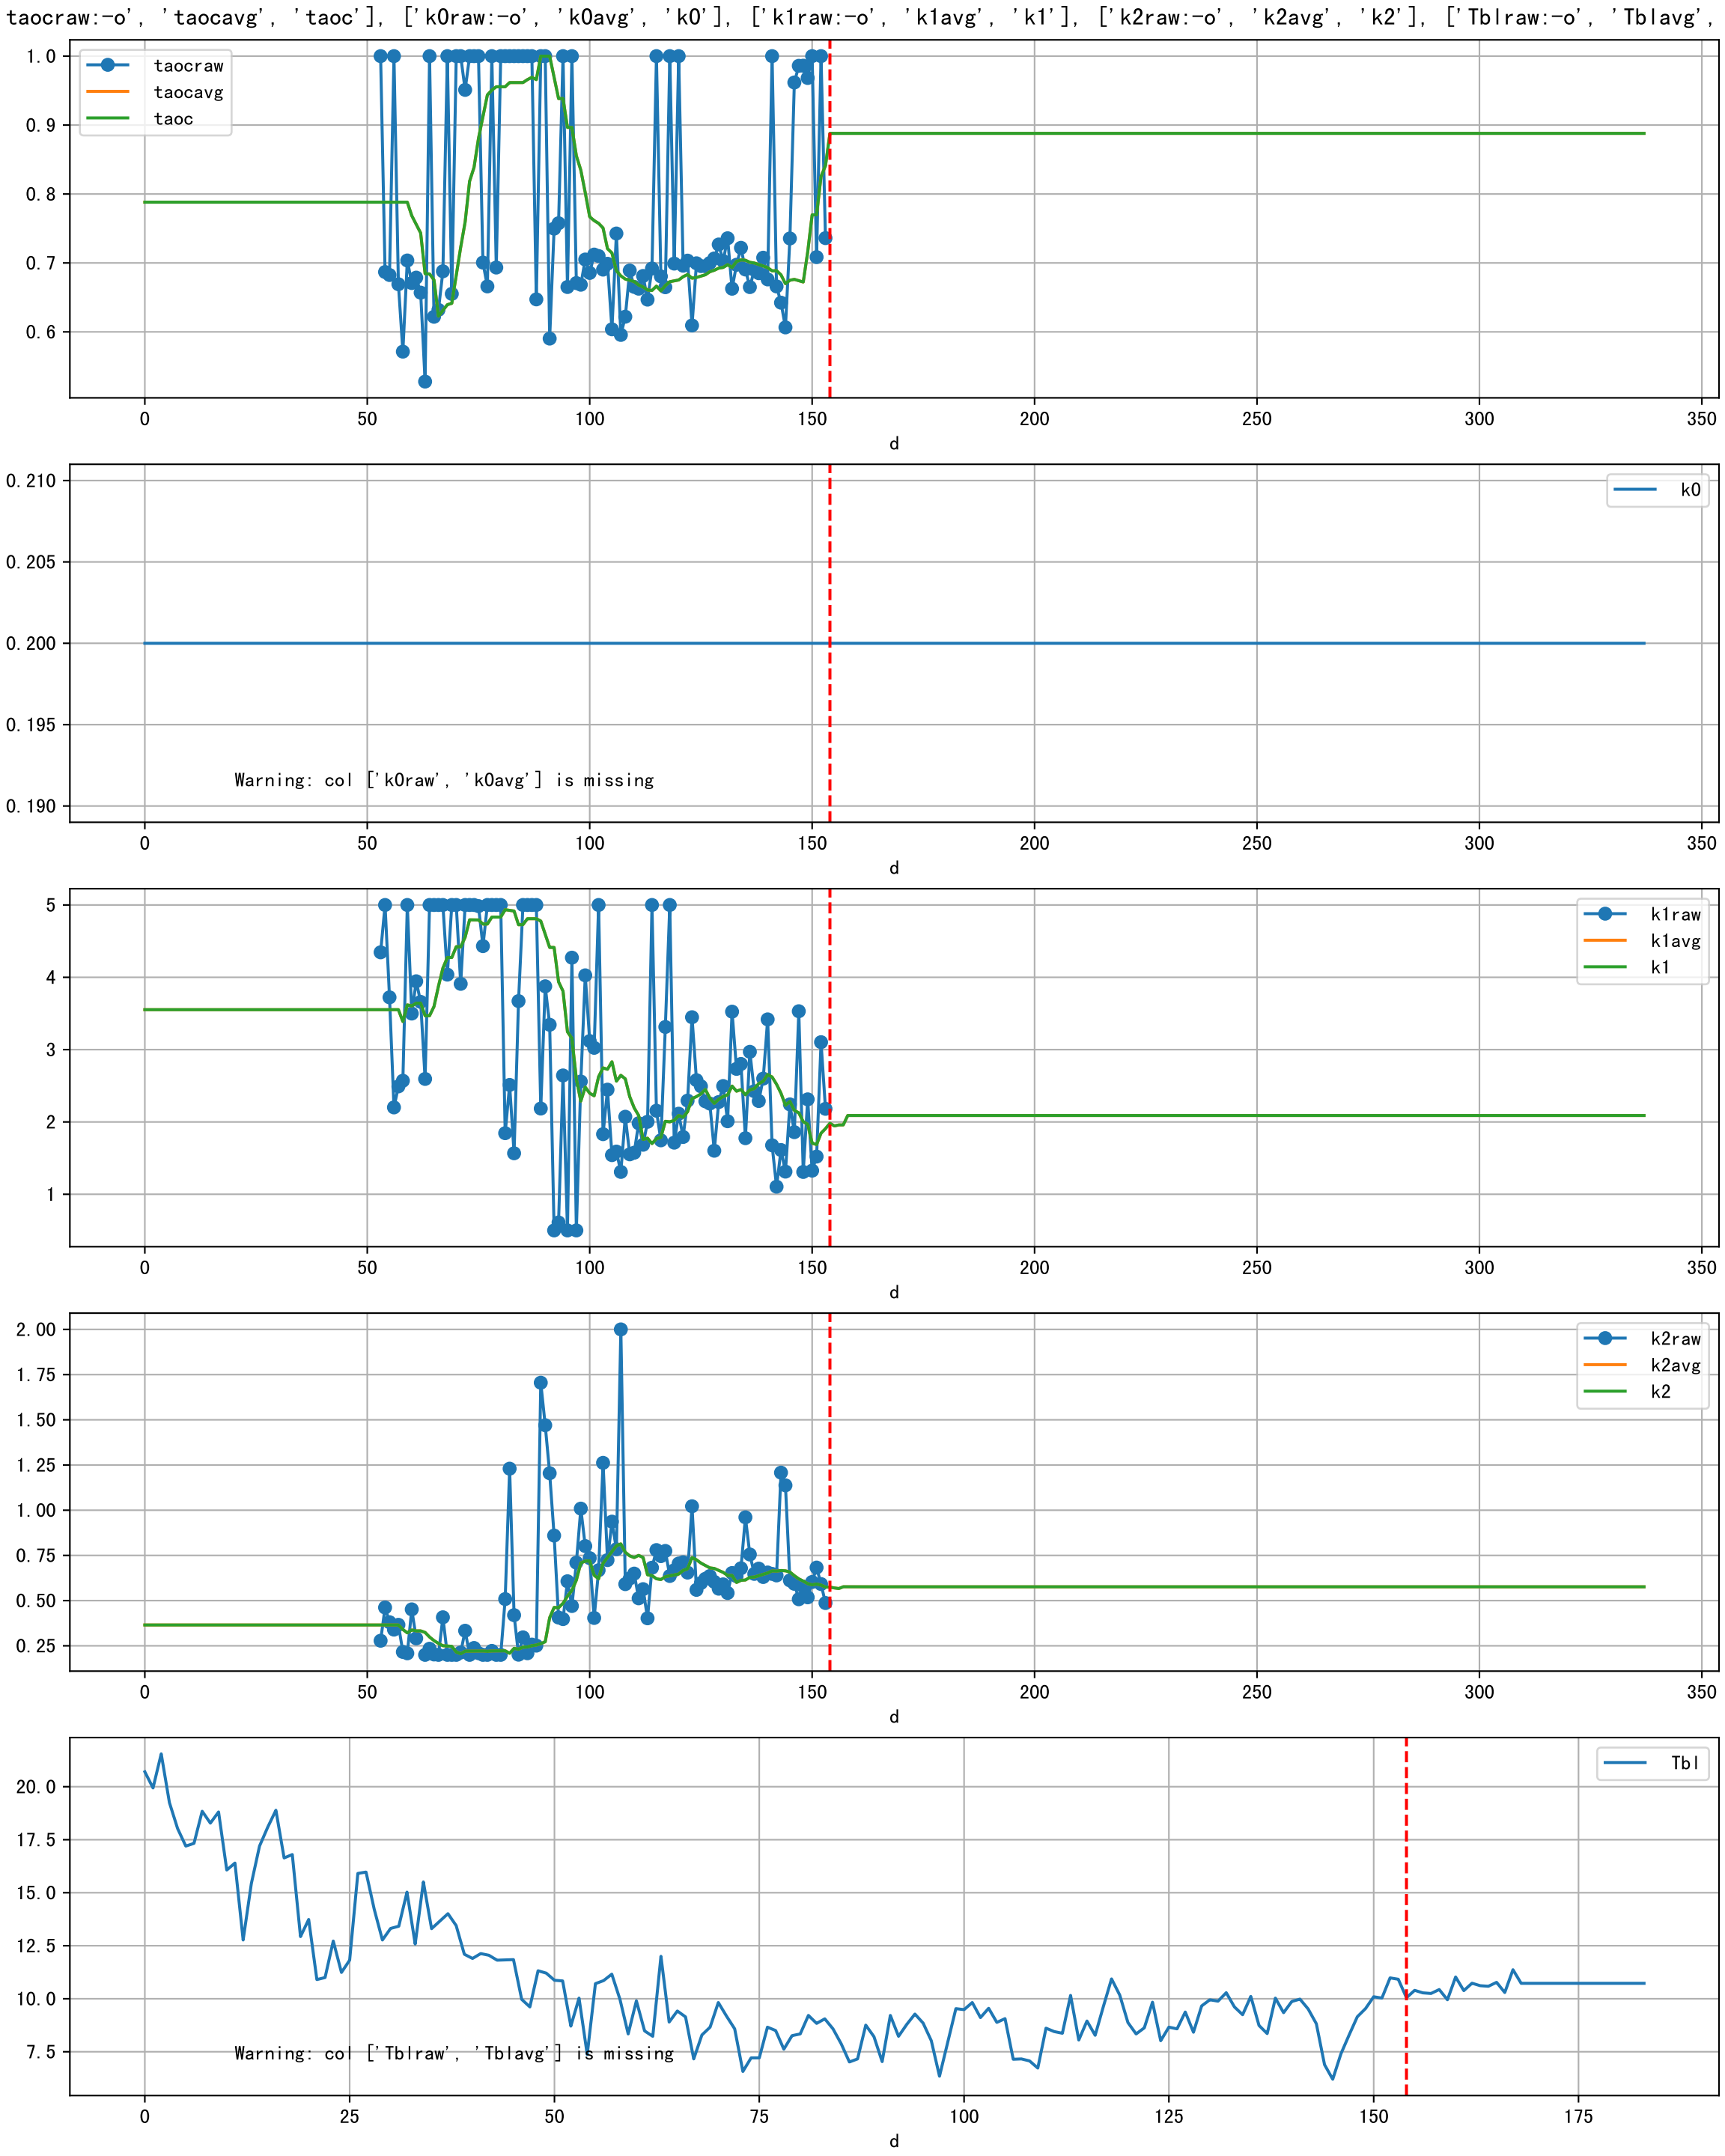 taocraw:-o', 'taocavg', 'taoc'], ['k0raw:-o', 'k0avg', 'k0'], ['k1raw:-o', 'k1avg', 'k1'], ['k2raw:-o', 'k2avg', 'k2'], ['Tblraw:-o', 'Tblavg',
1.0
0.9
0.8
0.7
0.6
taocraw
taocavg
taoc
0 50 100 150 200 250 300 350
d
0.210
0.205
0.200
0.195
0.190
k0
Warning: col ['k0raw', 'k0avg'] is missing
0 50 100 150 200 250 300 350
d
5
4
3
2
1
k1raw
k1avg
k1
0 50 100 150 200 250 300 350
d
2.00
1.75
1.50
1.25
1.00
0.75
0.50
0.25
k2raw
k2avg
k2
0 50 100 150 200 250 300 350
d
20.0
17.5
15.0
12.5
10.0
7.5
Tbl
Warning: col ['Tblraw', 'Tblavg'] is missing
0 25 50 75 100 125 150 175
d